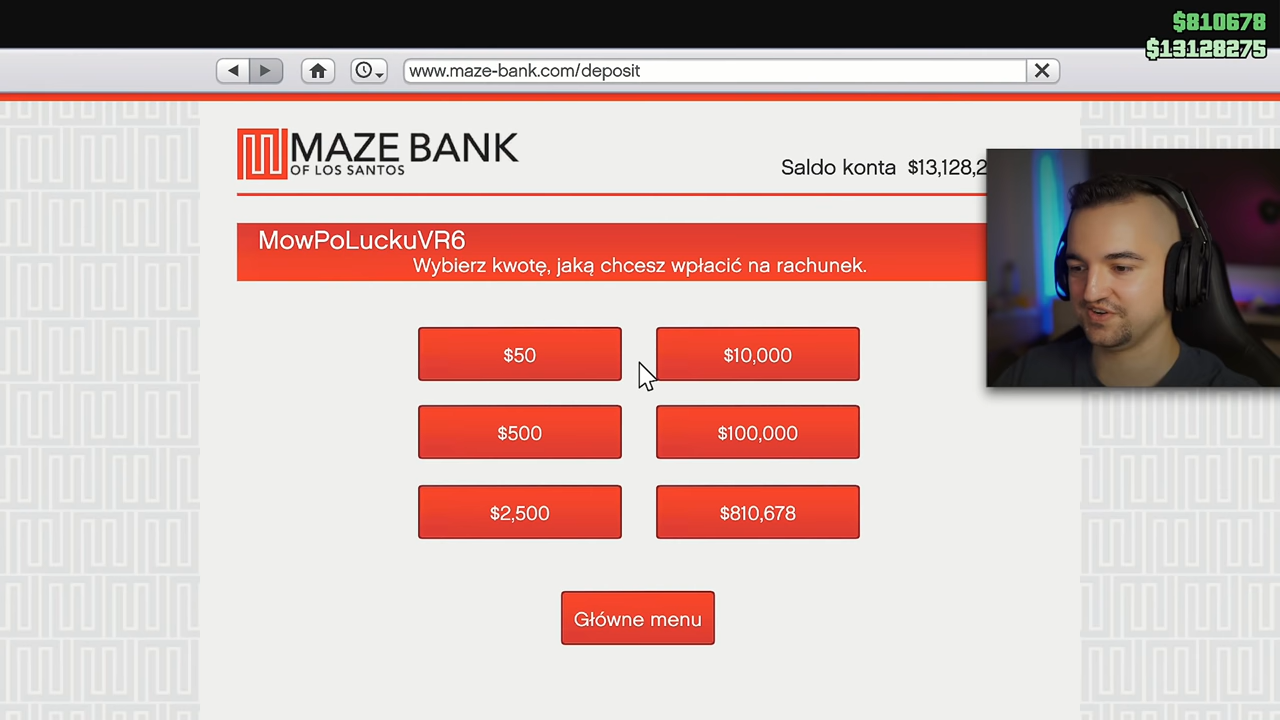 $810678
$13128275
www.maze-bank.com/deposit
MAZE BANK
OF LOS SANTOS
Saldo konta $13,128,2
MowPoLuckuVR6
Wybierz kwotę, jaką chcesz wpłacić na rachunek.
$50
$10,000
$500
$100,000
$2,500
$810,678
Główne menu